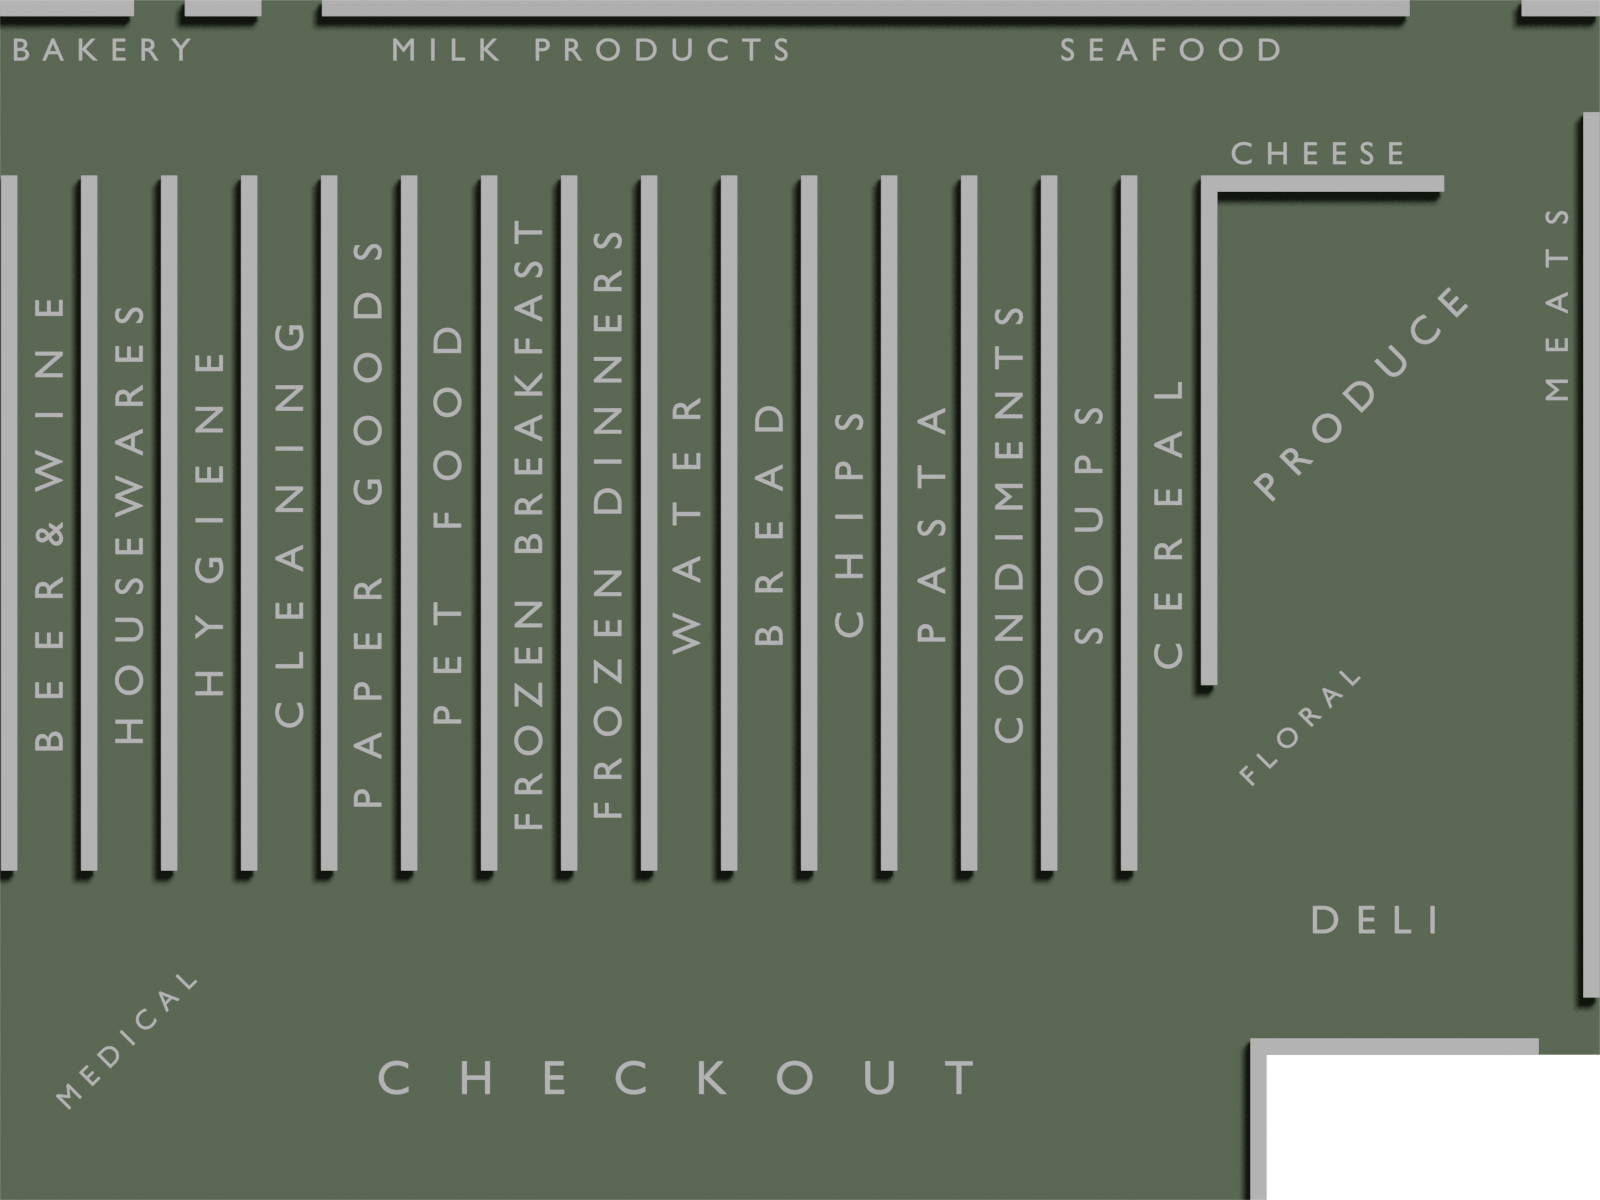 BAKERY
MILK PRODUCTS
SEAFOOD
CHEESE
MEATS
BEER & WINE
HOUSEWARES
HYGIENE
CLEANING
PAPER GOODS
PET FOOD
FROZEN BREAKFAST
FROZEN DINNERS
WATER
BREAD
CHIPS
PASTA
CONDIMENTS
SOUPS
CEREAL
PRODUCE
FLORAL
DELI
MEDICAL
CHECKOUT